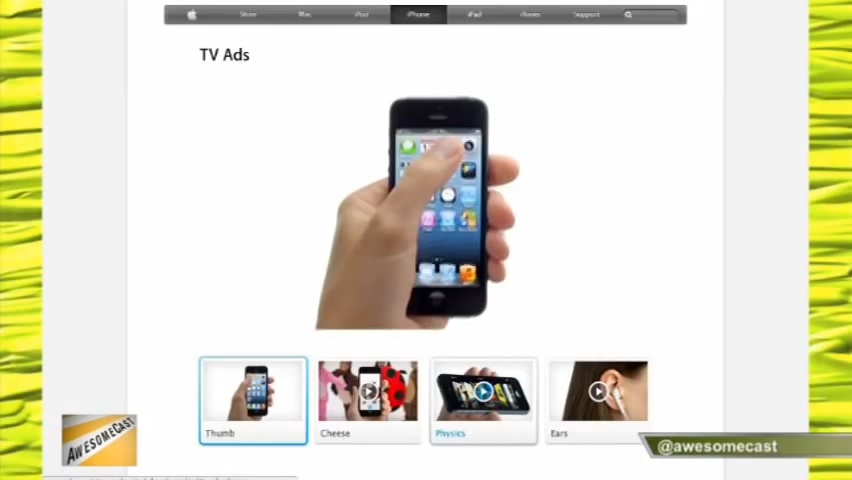 Store Mac iPod iPhone iPad iTunes Support
TV Ads
Thumb
Cheese
Physics
Ears
AWESOMECAST
@awesomecast